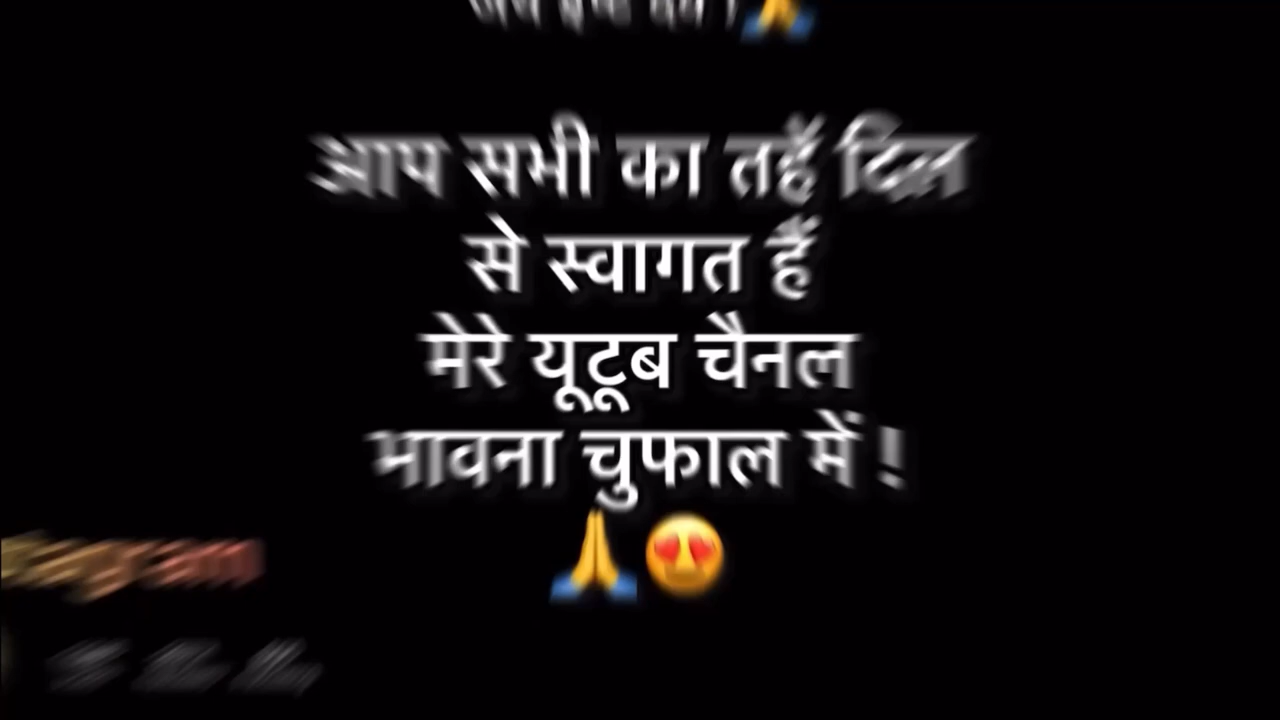 आप सभी का तहें दिल
से स्वागत हैं
मेरे यूटूब चैनल
भावना चुफाल में !
🙏😍